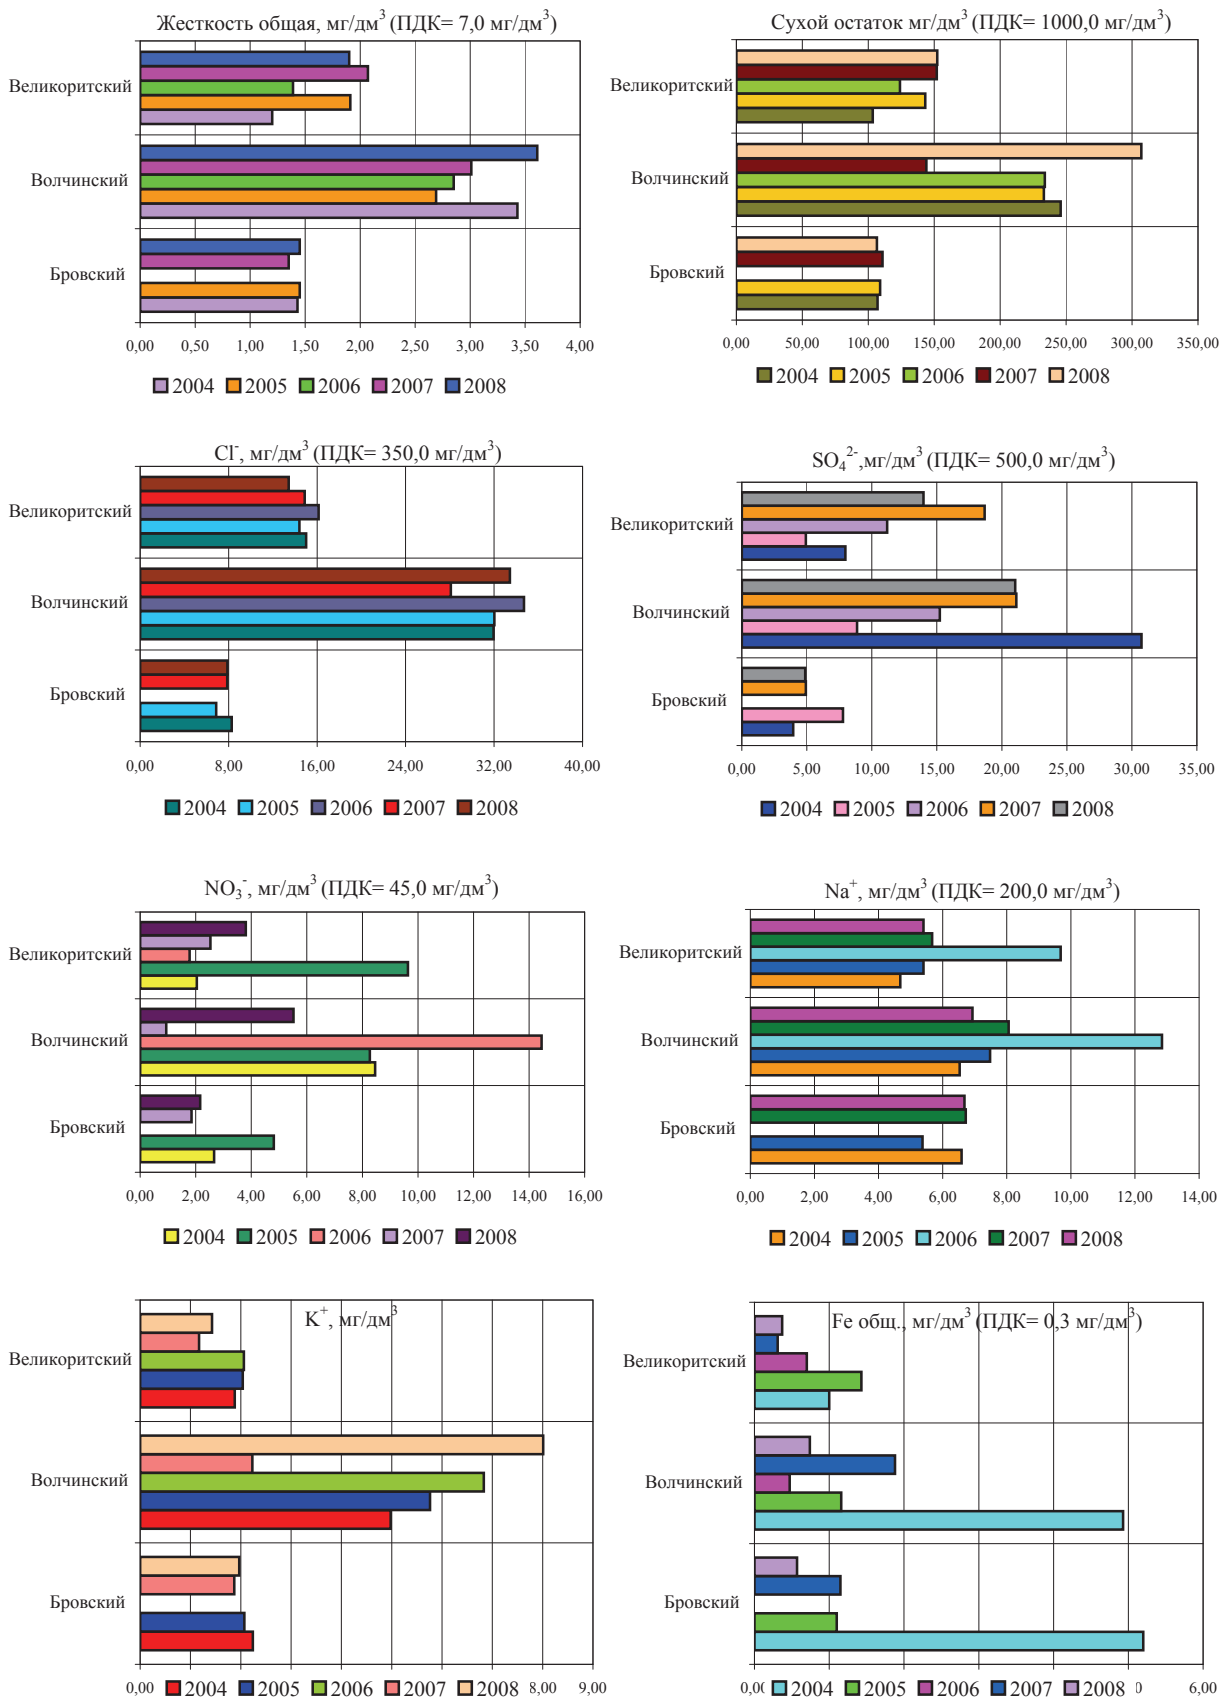 Жесткость общая, мг/дм³ (ПДК= 7,0 мг/дм³)
Великоритский
Волчинский
Бровский
0,00 0,50 1,00 1,50 2,00 2,50 3,00 3,50 4,00
2004 2005 2006 2007 2008
Сухой остаток мг/дм³ (ПДК= 1000,0 мг/дм³)
Великоритский
Волчинский
Бровский
0,00 50,00 100,00 150,00 200,00 250,00 300,00 350,00
2004 2005 2006 2007 2008
Cl⁻, мг/дм³ (ПДК= 350,0 мг/дм³)
Великоритский
Волчинский
Бровский
0,00 8,00 16,00 24,00 32,00 40,00
2004 2005 2006 2007 2008
SO₄²⁻,мг/дм³ (ПДК= 500,0 мг/дм³)
Великоритский
Волчинский
Бровский
0,00 5,00 10,00 15,00 20,00 25,00 30,00 35,00
2004 2005 2006 2007 2008
NO₃⁻, мг/дм³ (ПДК= 45,0 мг/дм³)
Великоритский
Волчинский
Бровский
0,00 2,00 4,00 6,00 8,00 10,00 12,00 14,00 16,00
2004 2005 2006 2007 2008
Na⁺, мг/дм³ (ПДК= 200,0 мг/дм³)
Великоритский
Волчинский
Бровский
0,00 2,00 4,00 6,00 8,00 10,00 12,00 14,00
2004 2005 2006 2007 2008
K⁺, мг/дм³
Великоритский
Волчинский
Бровский
0,00 8,00 9,00
2004 2005 2006 2007 2008
Fe общ., мг/дм³ (ПДК= 0,3 мг/дм³)
Великоритский
Волчинский
Бровский
0,00 6,00
2004 2005 2006 2007 2008